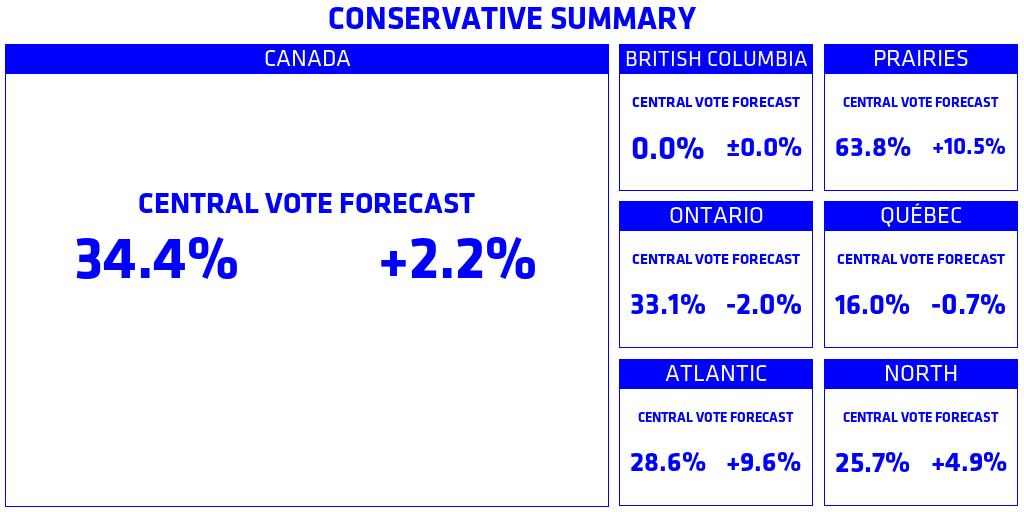 CONSERVATIVE SUMMARY
CANADA
CENTRAL VOTE FORECAST
34.4% +2.2%
BRITISH COLUMBIA
CENTRAL VOTE FORECAST
0.0% ±0.0%
PRAIRIES
CENTRAL VOTE FORECAST
63.8% +10.5%
ONTARIO
CENTRAL VOTE FORECAST
33.1% -2.0%
QUÉBEC
CENTRAL VOTE FORECAST
16.0% -0.7%
ATLANTIC
CENTRAL VOTE FORECAST
28.6% +9.6%
NORTH
CENTRAL VOTE FORECAST
25.7% +4.9%